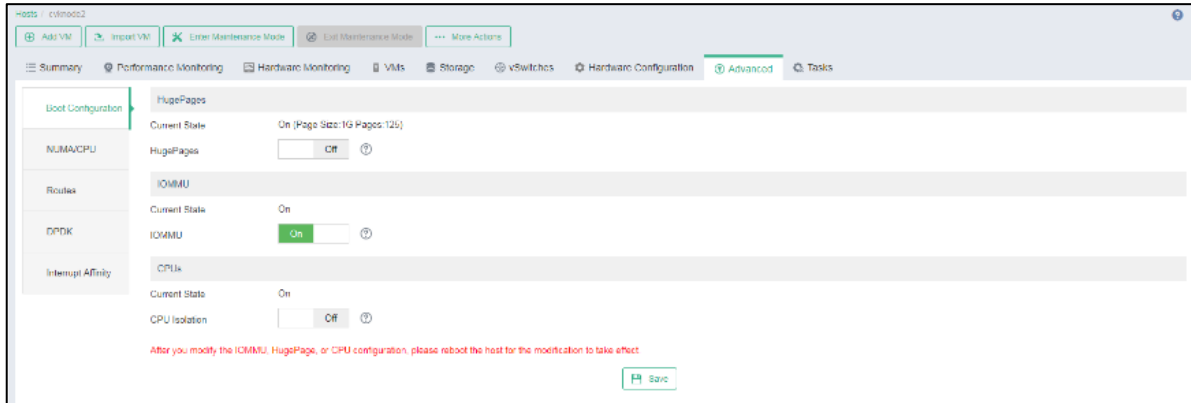 Hosts / cvknode2
Add VM Import VM Enter Maintenance Mode Exit Maintenance Mode ••• More Actions
Summary Performance Monitoring Hardware Monitoring VMs Storage vSwitches Hardware Configuration Advanced Tasks
Boot Configuration
NUMA/CPU
Routes
DPDK
Interrupt Affinity
HugePages
Current State On (Page Size:1G Pages:125)
HugePages Off ?
IOMMU
Current State On
IOMMU On ?
CPUs
Current State On
CPU Isolation Off ?
After you modify the IOMMU, HugePage, or CPU configuration, please reboot the host for the modification to take effect
Save